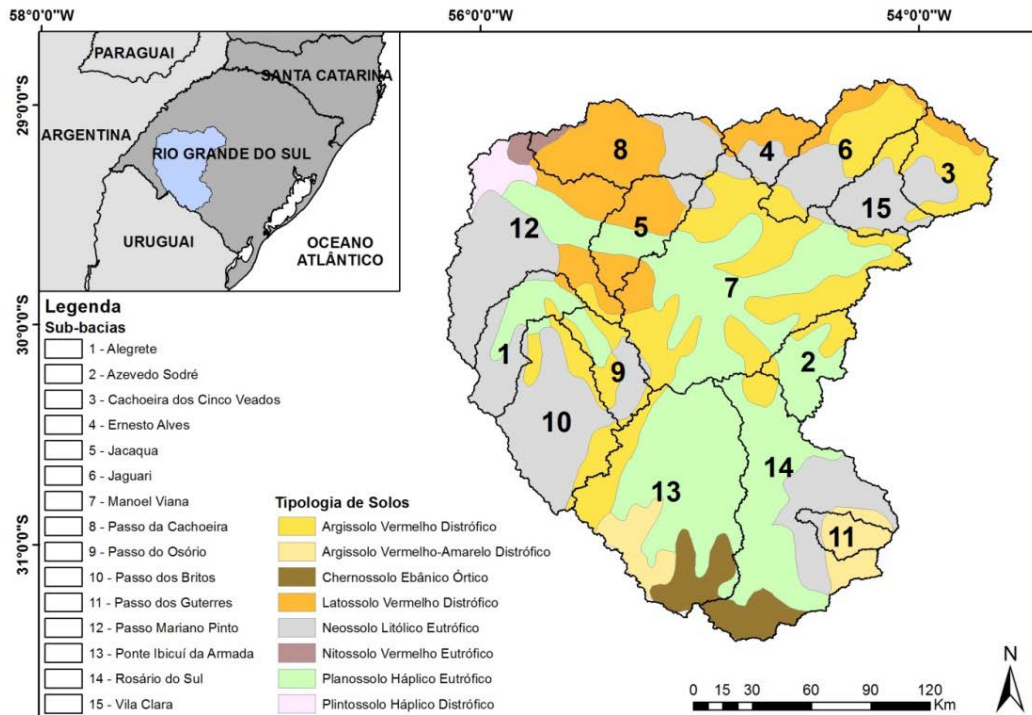 58°0'0"W
56°0'0"W
54°0'0"W
29°0'0"S
30°0'0"S
31°0'0"S
PARAGUAI
SANTA CATARINA
ARGENTINA
RIO GRANDE DO SUL
URUGUAI
OCEANO
ATLÂNTICO
8
4
6
3
15
12
5
7
1
9
2
10
13
14
11
Legenda
Sub-bacias
1 - Alegrete
2 - Azevedo Sodré
3 - Cachoeira dos Cinco Veados
4 - Ernesto Alves
5 - Jacaqua
6 - Jaguari
7 - Manoel Viana
8 - Passo da Cachoeira
9 - Passo do Osório
10 - Passo dos Britos
11 - Passo dos Guterres
12 - Passo Mariano Pinto
13 - Ponte Ibicuí da Armada
14 - Rosário do Sul
15 - Vila Clara
Tipologia de Solos
Argissolo Vermelho Distrófico
Argissolo Vermelho-Amarelo Distrófico
Chernossolo Ebânico Órtico
Latossolo Vermelho Distrófico
Neossolo Litólico Eutrófico
Nitossolo Vermelho Eutrófico
Planossolo Háplico Eutrófico
Plintossolo Háplico Distrófico
0 15 30 60 90 120
Km
N